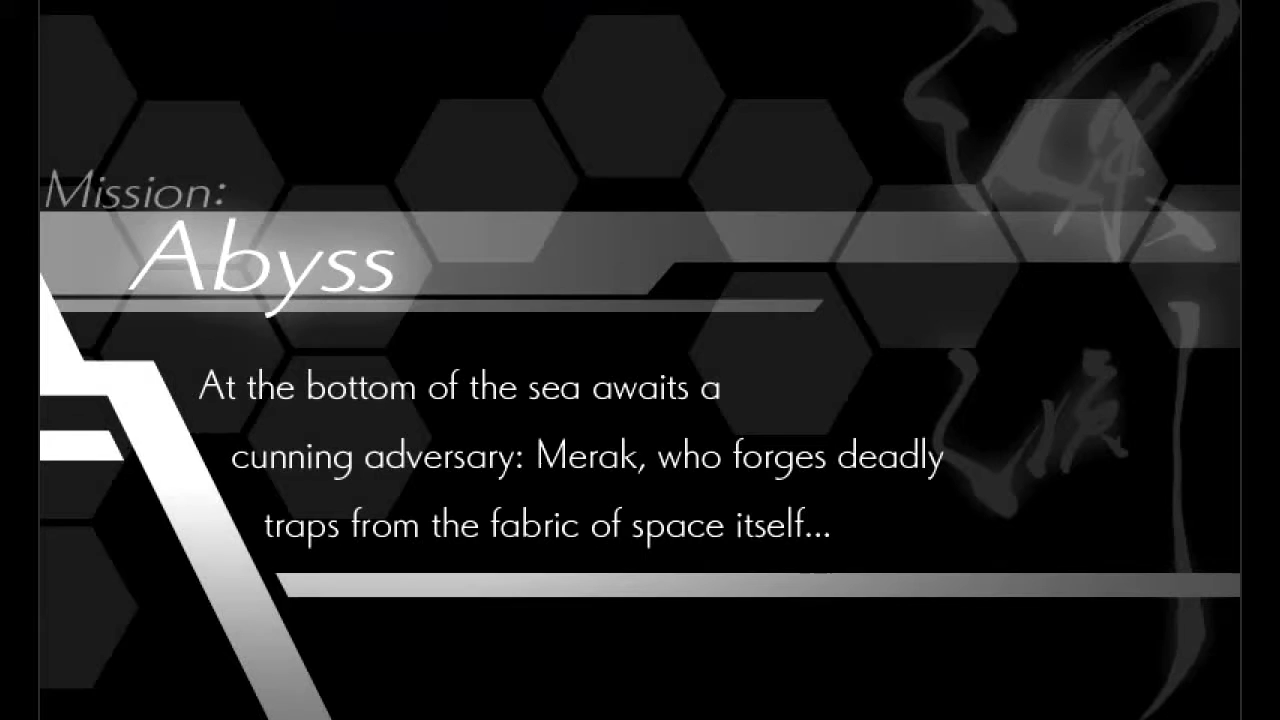 Mission:
Abyss
At the bottom of the sea awaits a
cunning adversary: Merak, who forges deadly
traps from the fabric of space itself...